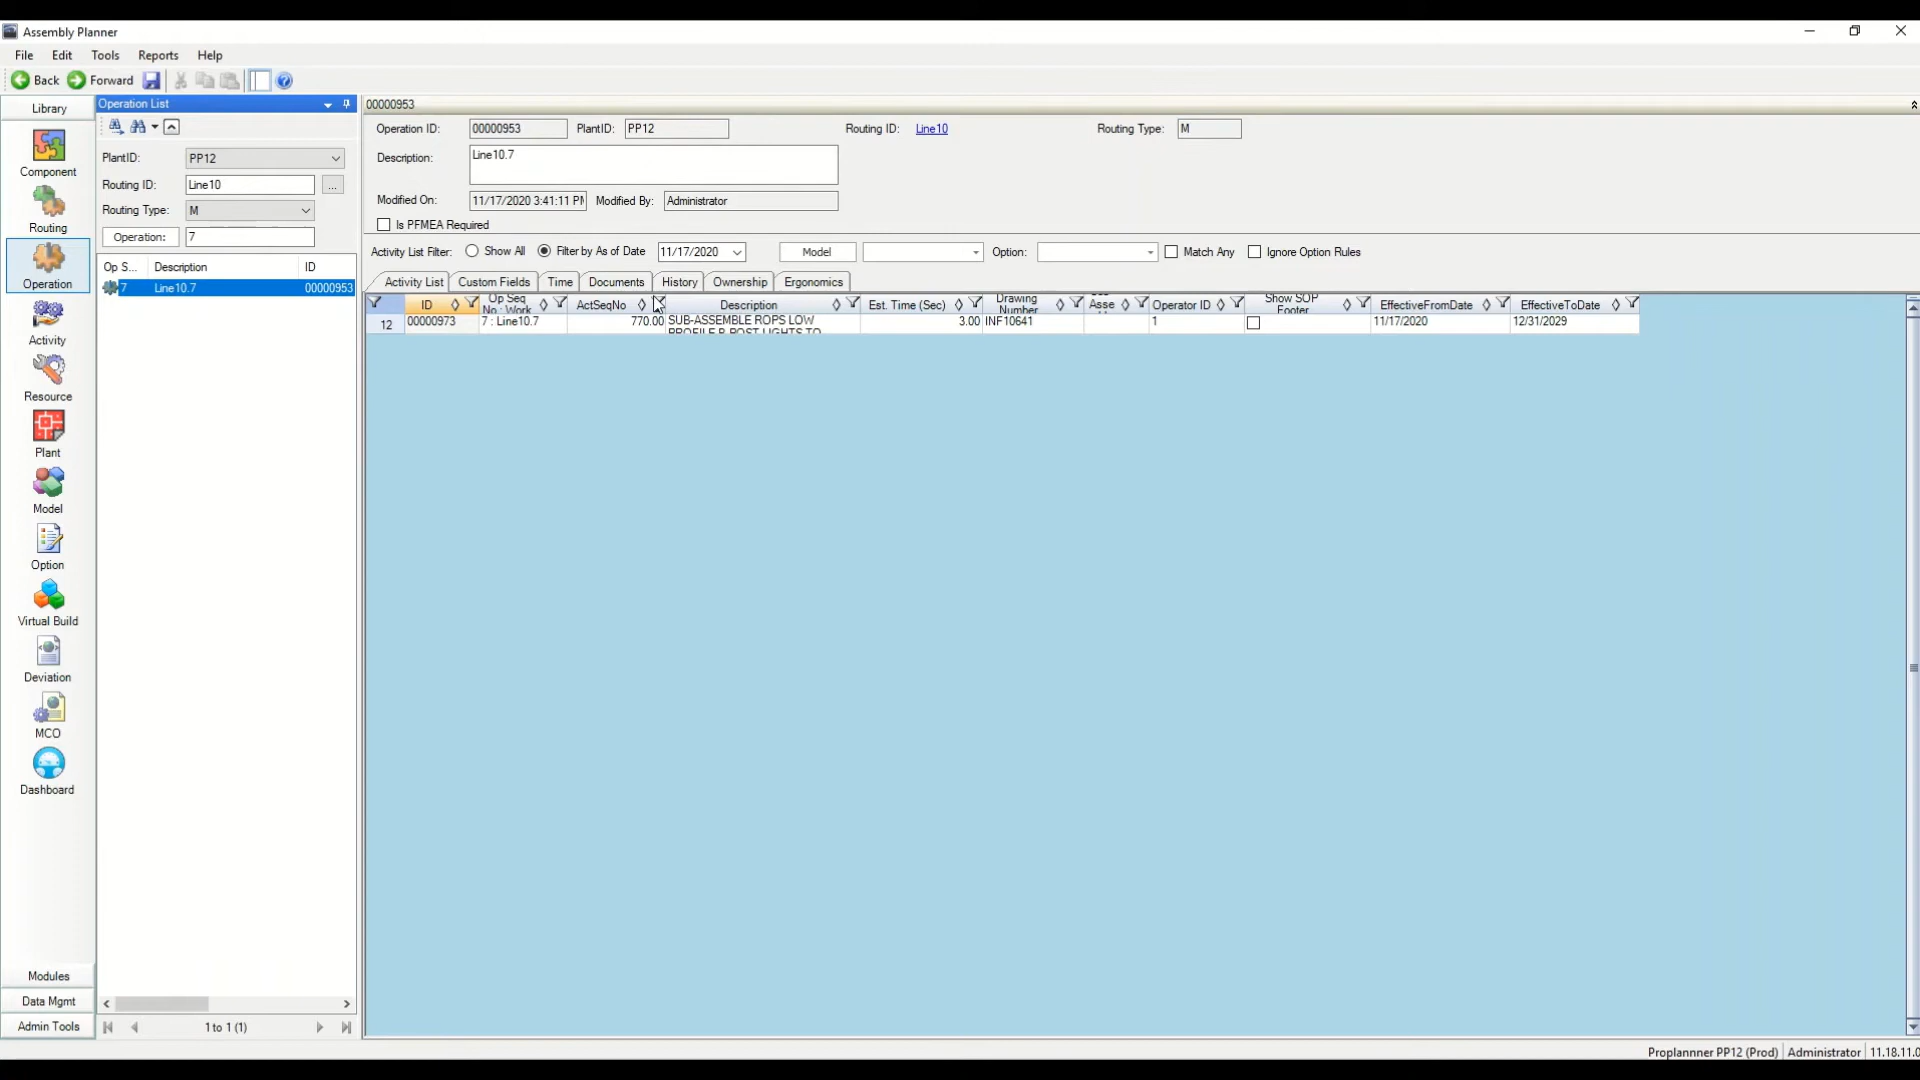 Assembly Planner
File Edit Tools Reports Help
Back Forward
Library
Component
Routing
Operation
Activity
Resource
Plant
Model
Option
Virtual Build
Deviation
MCO
Dashboard
Modules
Data Mgmt
Admin Tools
Operation List
PlantID: PP12
Routing ID: Line10 ...
Routing Type: M
Operation: 7
Op S... Description ID
7 Line10.7 00000953
1 to 1 (1)
00000953
Operation ID: 00000953 PlantID: PP12 Routing ID: Line10 Routing Type: M
Description: Line10.7
Modified On: 11/17/2020 3:41:11 PM Modified By: Administrator
Is PFMEA Required
Activity List Filter: Show All Filter by As of Date 11/17/2020 Model Option: Match Any Ignore Option Rules
Activity List Custom Fields Time Documents History Ownership Ergonomics
ID Op Seq No : Work ActSeqNo Description Est. Time (Sec) Drawing Number Asse Operator ID Show SOP Footer EffectiveFromDate EffectiveToDate
12 00000973 7 : Line10.7 770.00 SUB-ASSEMBLE ROPS LOW 3.00 INF10641 1 11/17/2020 12/31/2029
PROFILE R-POST LIGHTS TO
Proplannner PP12 (Prod) Administrator 11.18.11.0